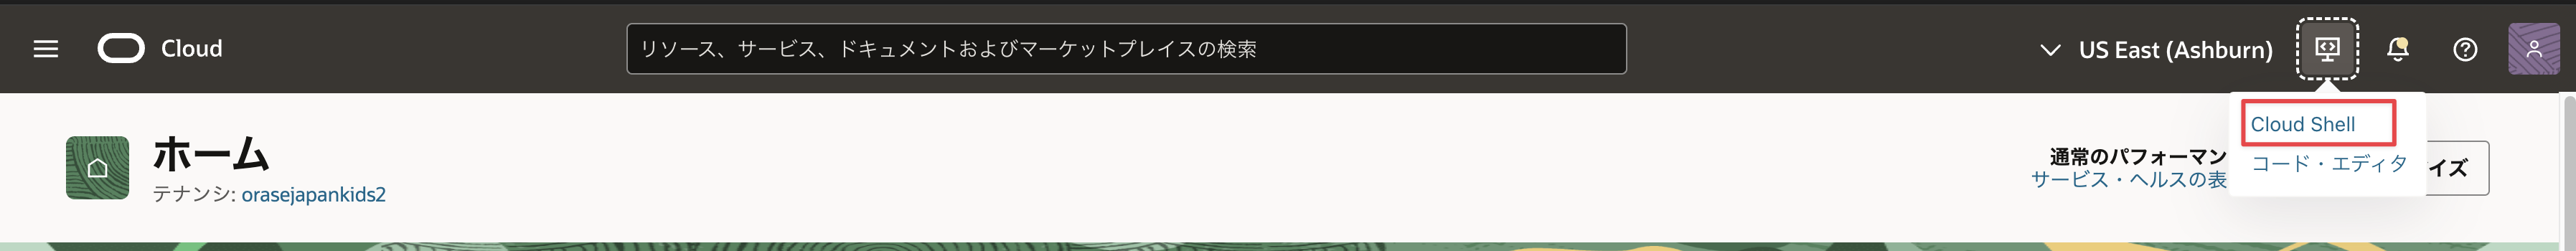 Cloud
リソース、サービス、ドキュメントおよびマーケットプレイスの検索
US East (Ashburn)
Cloud Shell
コード・エディタ
ホーム
テナンシ: orasejapankids2
通常のパフォーマン
サービス・ヘルスの表
イズ